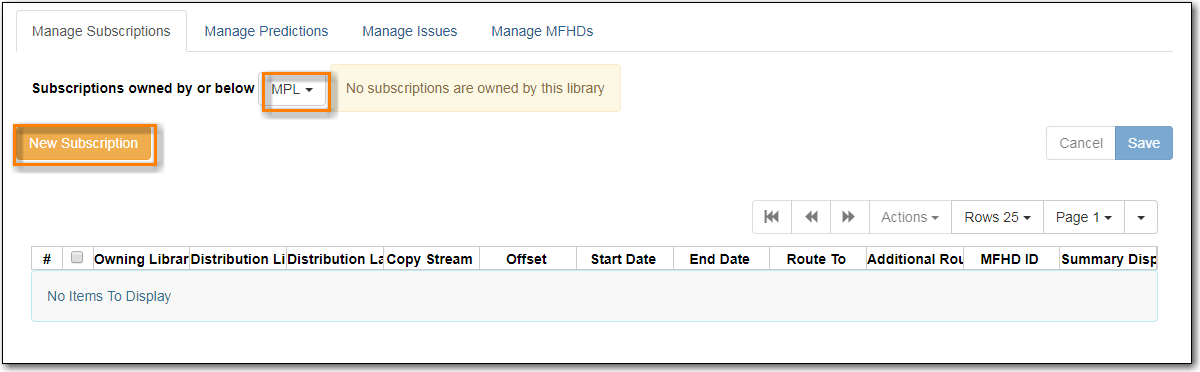 Manage Subscriptions Manage Predictions Manage Issues Manage MFHDs
Subscriptions owned by or below MPL No subscriptions are owned by this library
New Subscription Cancel Save
Actions Rows 25 Page 1
# Owning Librar Distribution Li Distribution La Copy Stream Offset Start Date End Date Route To Additional Rou MFHD ID Summary Disp
No Items To Display